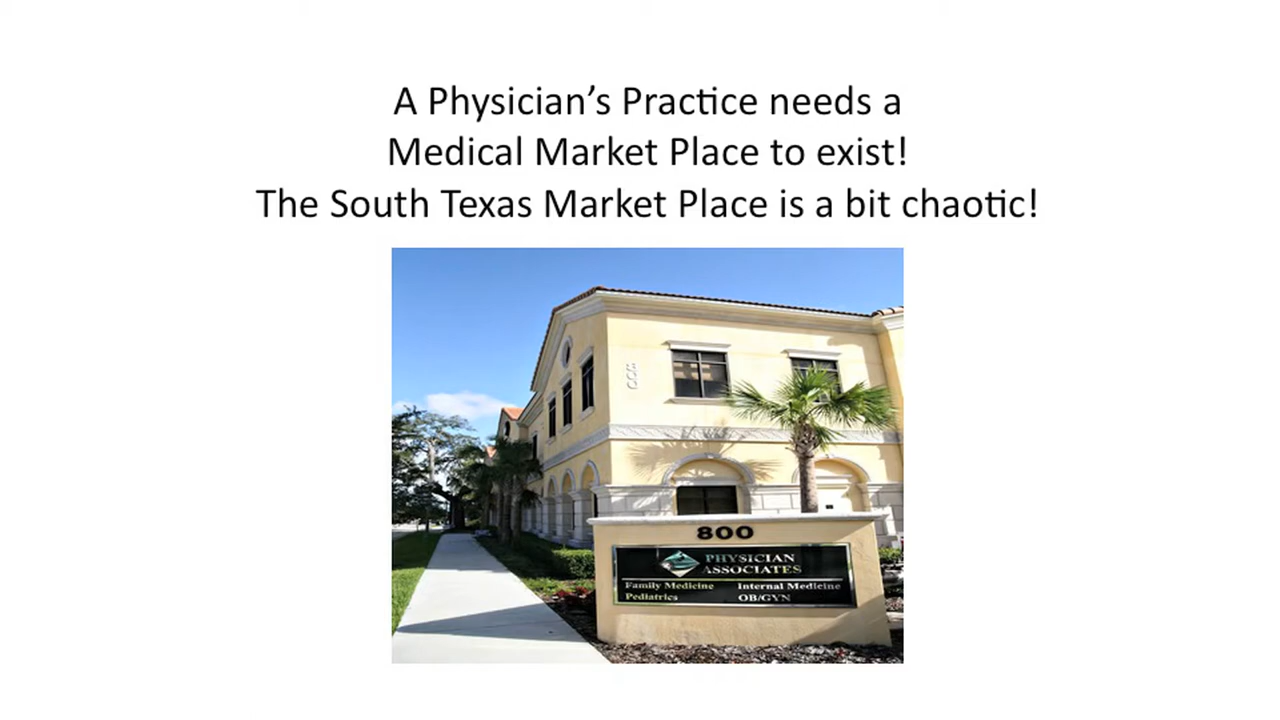 A Physician's Practice needs a
Medical Market Place to exist!
The South Texas Market Place is a bit chaotic!
800
800
PHYSICIAN
ASSOCIATES
Family Medicine Internal Medicine
Pediatrics OB/GYN